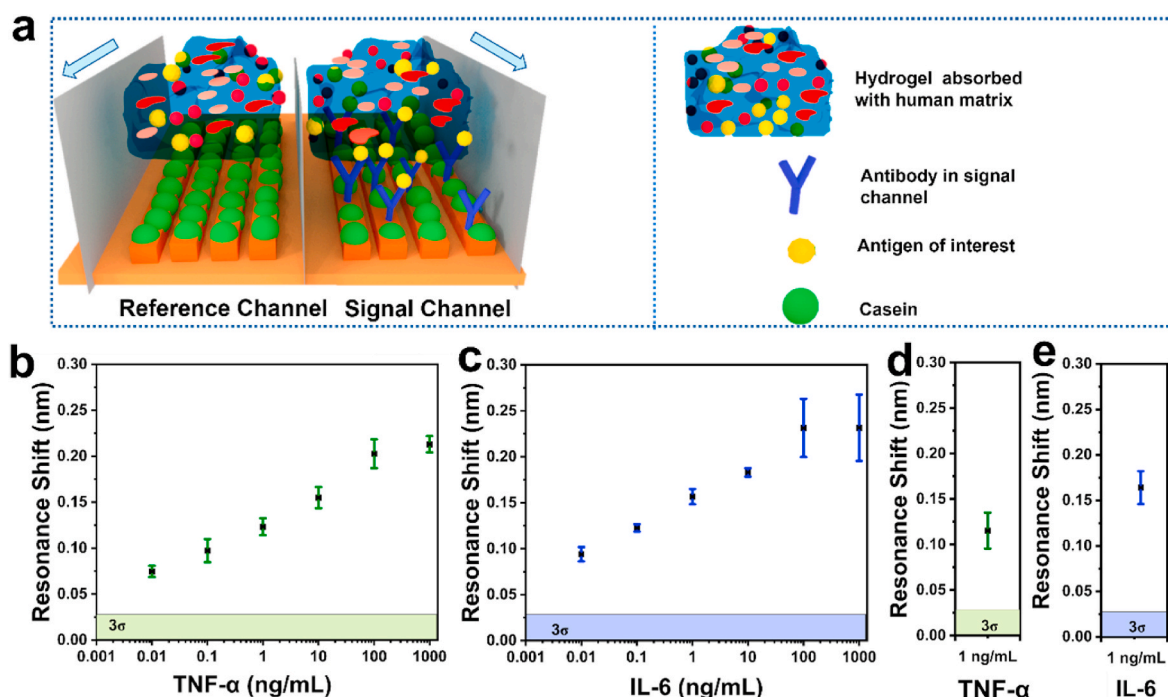 a
Hydrogel absorbed
with human matrix
Antibody in signal
channel
Antigen of interest
Casein
Reference Channel Signal Channel
b
Resonance Shift (nm)
0.30
0.25
0.20
0.15
0.10
0.05
0.00
3σ
0.001 0.01 0.1 1 10 100 1000
TNF-α (ng/mL)
c
Resonance Shift (nm)
0.30
0.25
0.20
0.15
0.10
0.05
0.00
3σ
0.001 0.01 0.1 1 10 100 1000
IL-6 (ng/mL)
d
Resonance Shift (nm)
0.30
0.25
0.20
0.15
0.10
0.05
0.00
3σ
1 ng/mL
TNF-α
e
Resonance Shift (nm)
0.30
0.25
0.20
0.15
0.10
0.05
0.00
3σ
1 ng/mL
IL-6